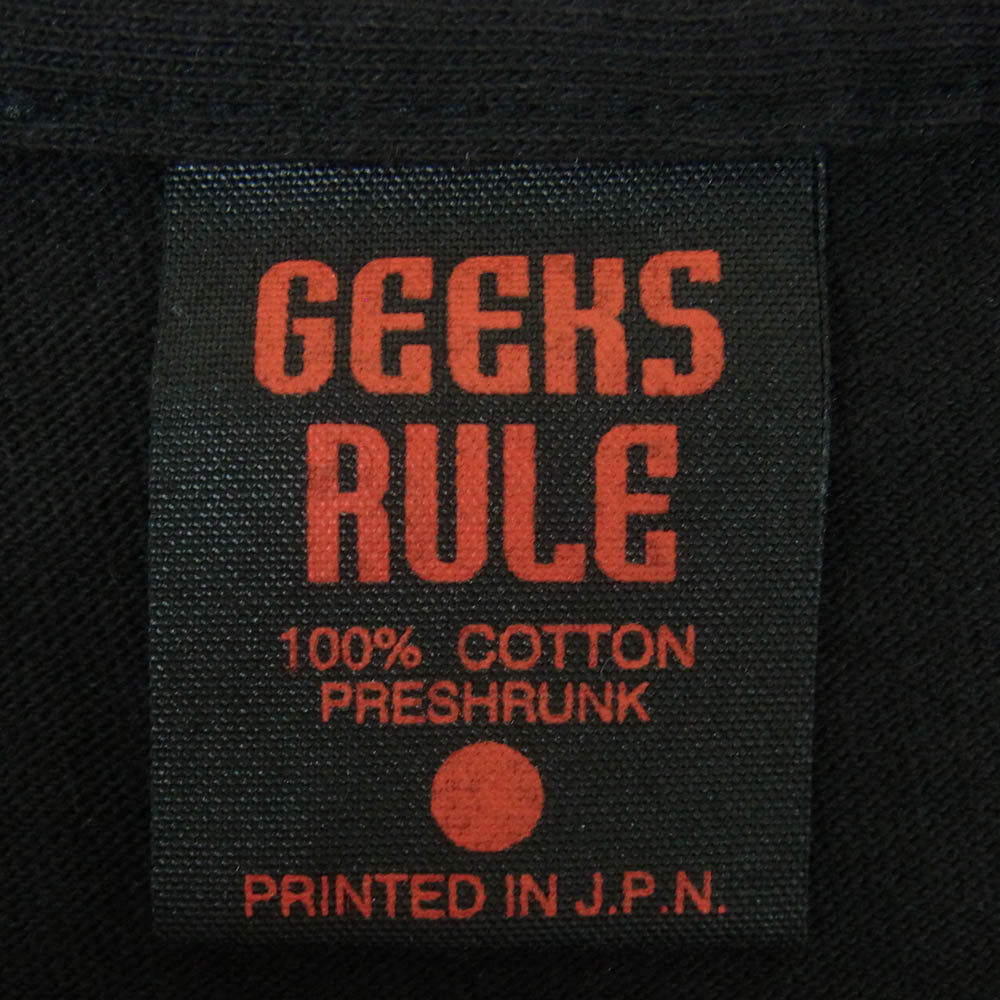 GEEKS
RULE
100% COTTON
PRESHRUNK
PRINTED IN J.P.N.